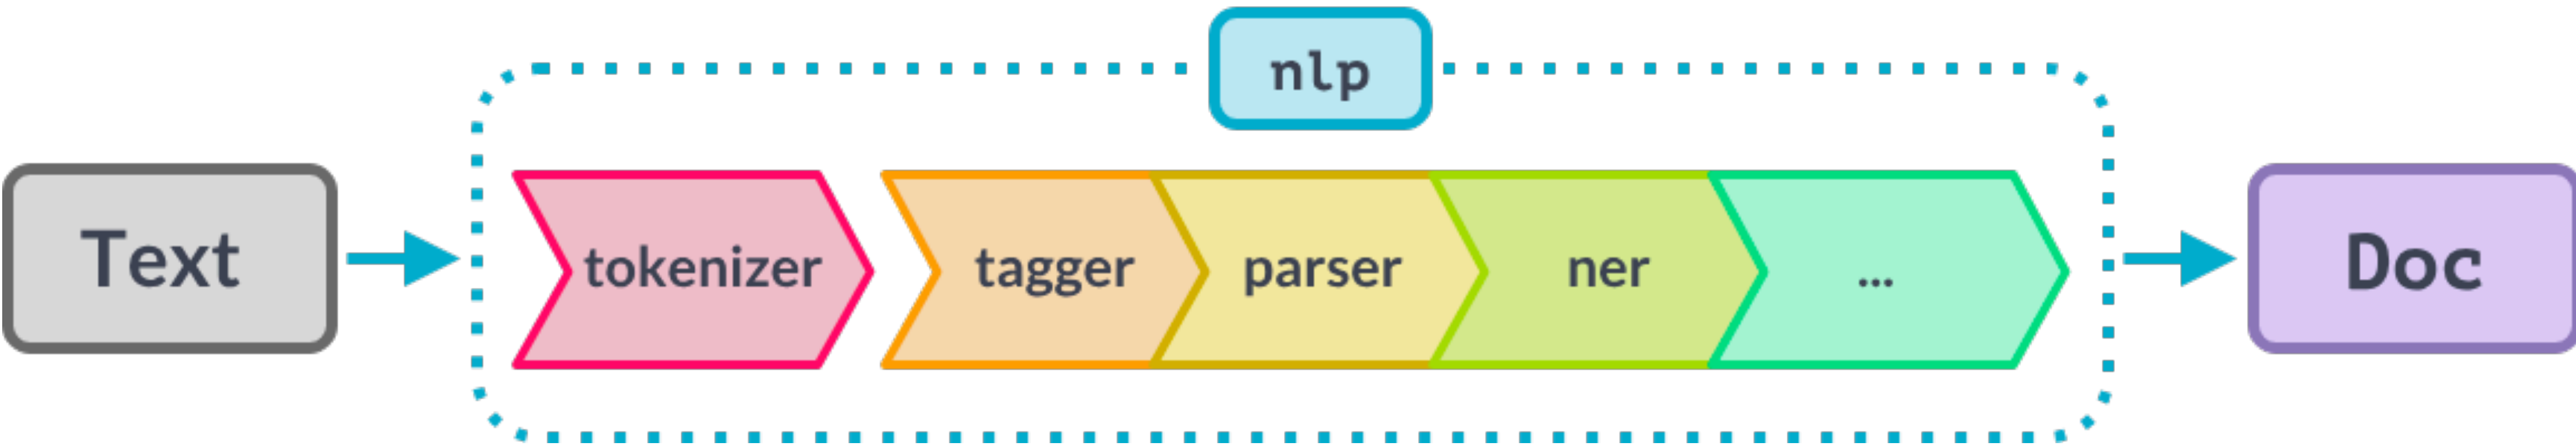 nlp
Text
tokenizer
tagger
parser
ner
...
Doc